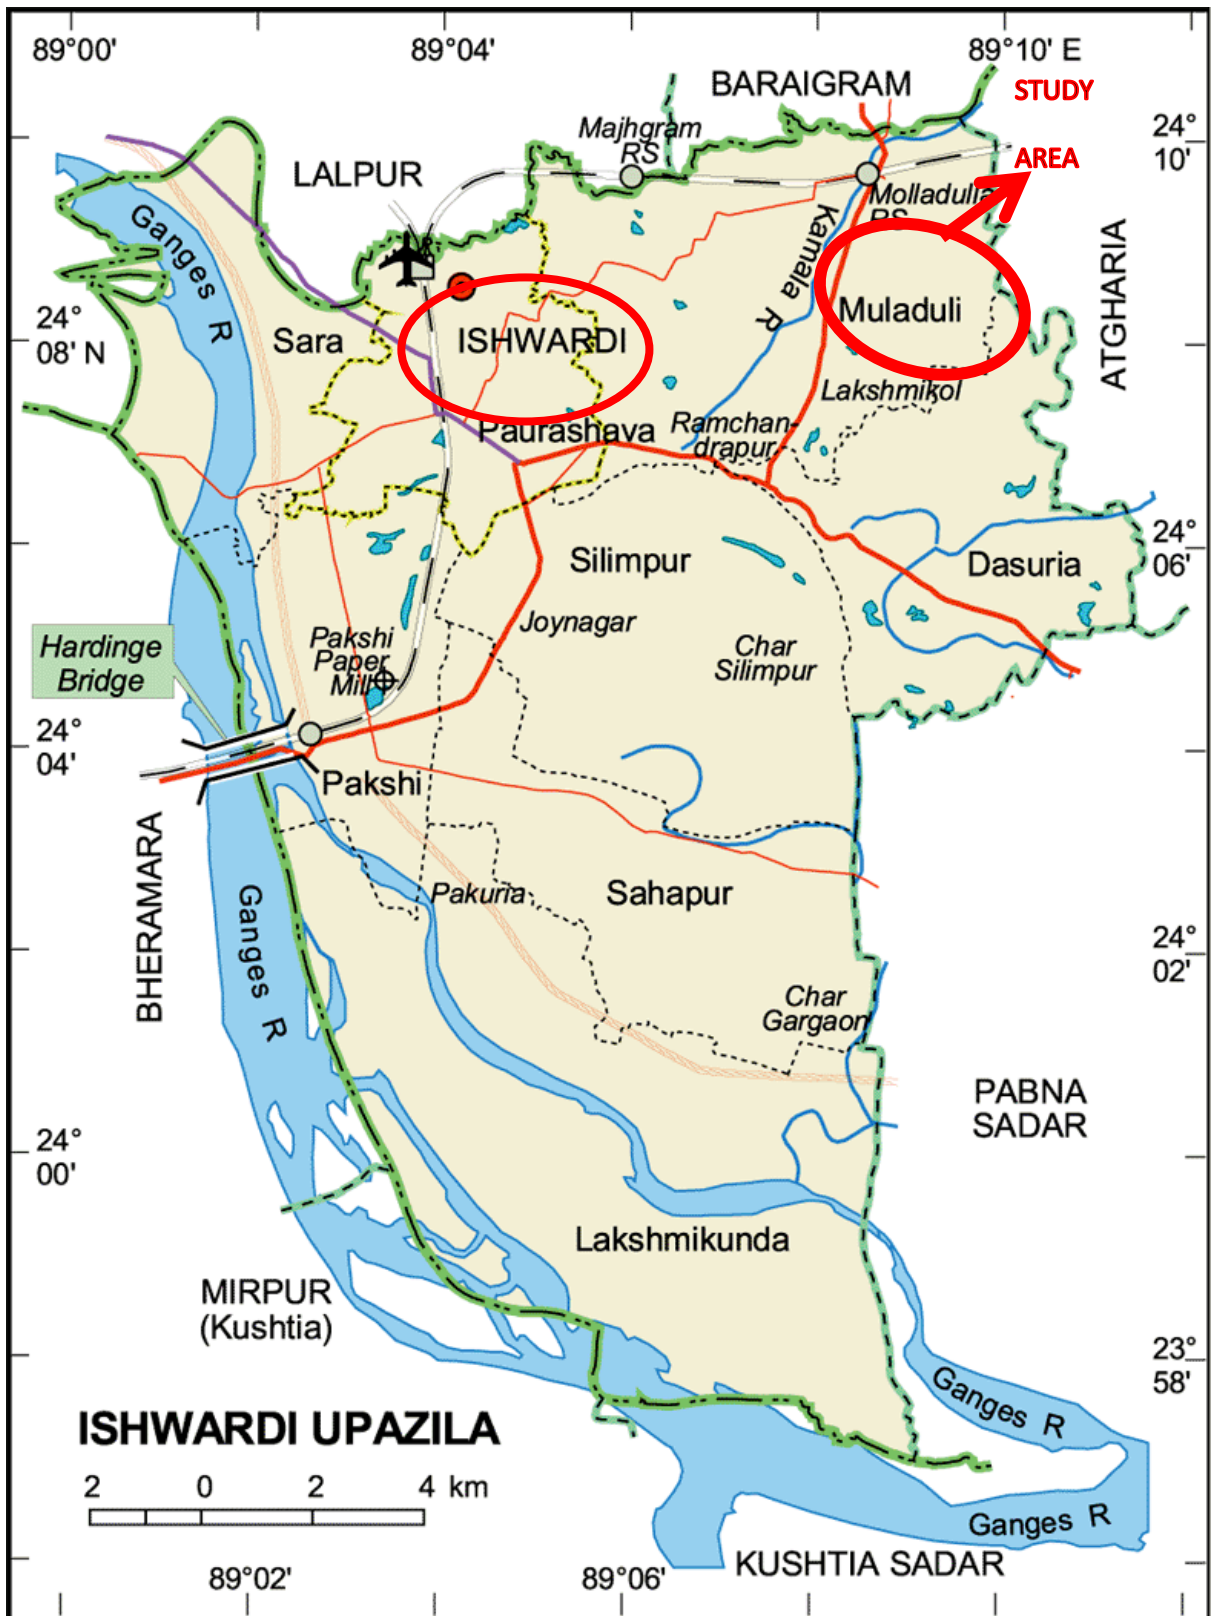 89°00'
89°04'
89°10' E
BARAIGRAM
STUDY
AREA
24°
10'
Majhgram
RS
LALPUR
Molladulia
RS
Ganges R
Kamala R
ATGHARIA
24°
08' N
Sara
ISHWARDI
Muladuli
Lakshmikol
Paurashava
Ramchan-
drapur
24°
06'
Silimpur
Dasuria
Joynagar
Hardinge
Bridge
Pakshi
Paper
Mill
Char
Silimpur
24°
04'
Pakshi
BHERAMARA
Pakuria
Sahapur
Ganges R
24°
02'
Char
Gargaon
PABNA
SADAR
24°
00'
Lakshmikunda
MIRPUR
(Kushtia)
23°
58'
Ganges R
ISHWARDI UPAZILA
2 0 2 4 km
Ganges R
KUSHTIA SADAR
89°02'
89°06'